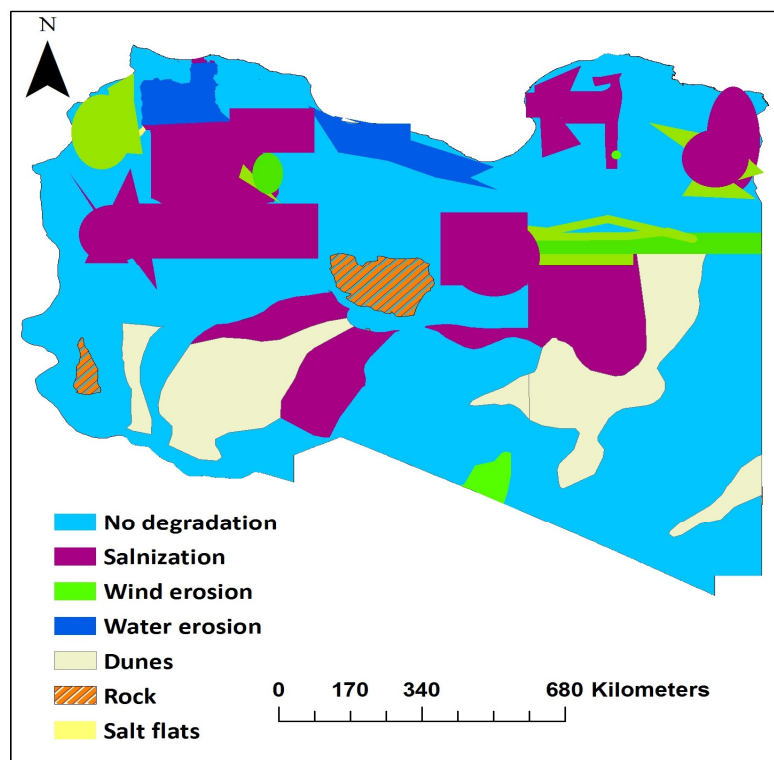 N
No degradation
Salnization
Wind erosion
Water erosion
Dunes
Rock
Salt flats
0 170 340 680 Kilometers